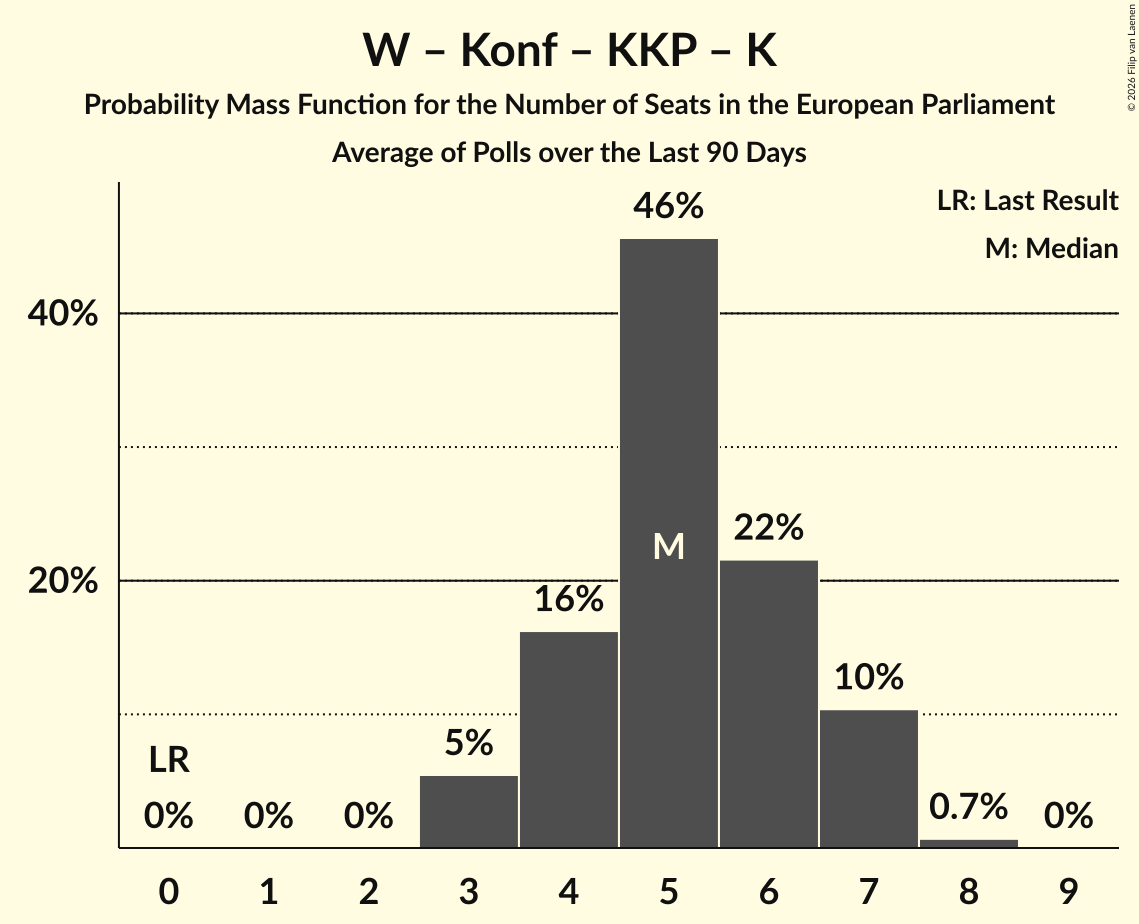 W – Konf – KKP – K
Probability Mass Function for the Number of Seats in the European Parliament
Average of Polls over the Last 90 Days
© 2026 Filip van Laenen
LR: Last Result
M: Median
46%
40%
22%
M
20%
16%
10%
5%
LR
0%
0%
0%
0.7%
0%
0 1 2 3 4 5 6 7 8 9